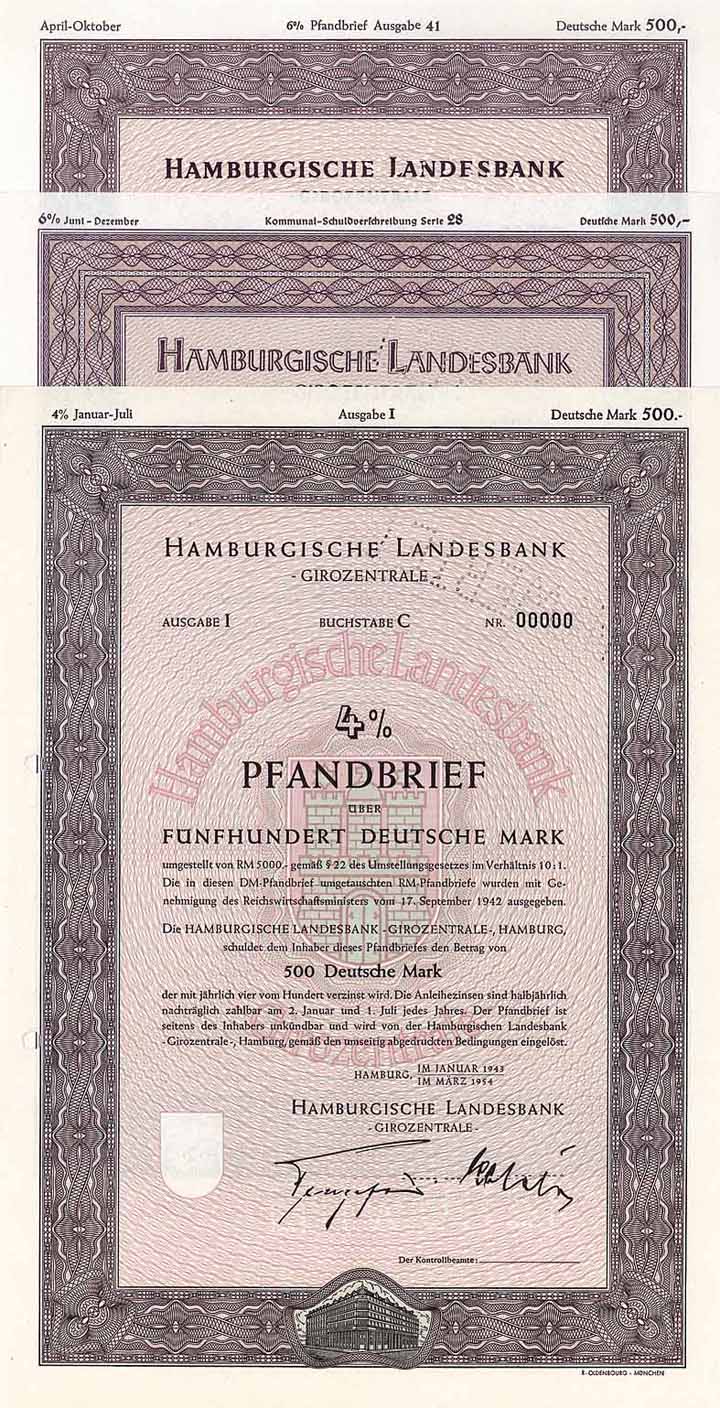 April-Oktober 6% Pfandbrief Ausgabe 41 Deutsche Mark 500,-
HAMBURGISCHE LANDESBANK
6% Juni - Dezember Kommunal-Schuldverschreibung Serie 28 Deutsche Mark 500,-
HAMBURGISCHE LANDESBANK
4% Januar-Juli Ausgabe I Deutsche Mark 500.-
HAMBURGISCHE LANDESBANK
- GIROZENTRALE -
AUSGABE I BUCHSTABE C NR. 00000
Hamburgische Landesbank
4%
PFANDBRIEF
ÜBER
FÜNFHUNDERT DEUTSCHE MARK
umgestellt von RM 5000.- gemäß § 22 des Umstellungsgesetzes im Verhältnis 10:1.
Die in diesen DM-Pfandbrief umgetauschten RM-Pfandbriefe wurden mit Ge-
nehmigung des Reichswirtschaftsministers vom 17. September 1942 ausgegeben.
Die HAMBURGISCHE LANDESBANK - GIROZENTRALE -, HAMBURG,
schuldet dem Inhaber dieses Pfandbriefes den Betrag von
500 Deutsche Mark
der mit jährlich vier vom Hundert verzinst wird. Die Anleihezinsen sind halbjährlich
nachträglich zahlbar am 2. Januar und 1. Juli jedes Jahres. Der Pfandbrief ist
seitens des Inhabers unkündbar und wird von der Hamburgischen Landesbank
-Girozentrale-, Hamburg, gemäß den umseitig abgedruckten Bedingungen eingelöst.
HAMBURG, IM JANUAR 1943
IM MÄRZ 1954
HAMBURGISCHE LANDESBANK
- GIROZENTRALE -
Der Kontrollbeamte:
R. OLDENBOURG - MÜNCHEN